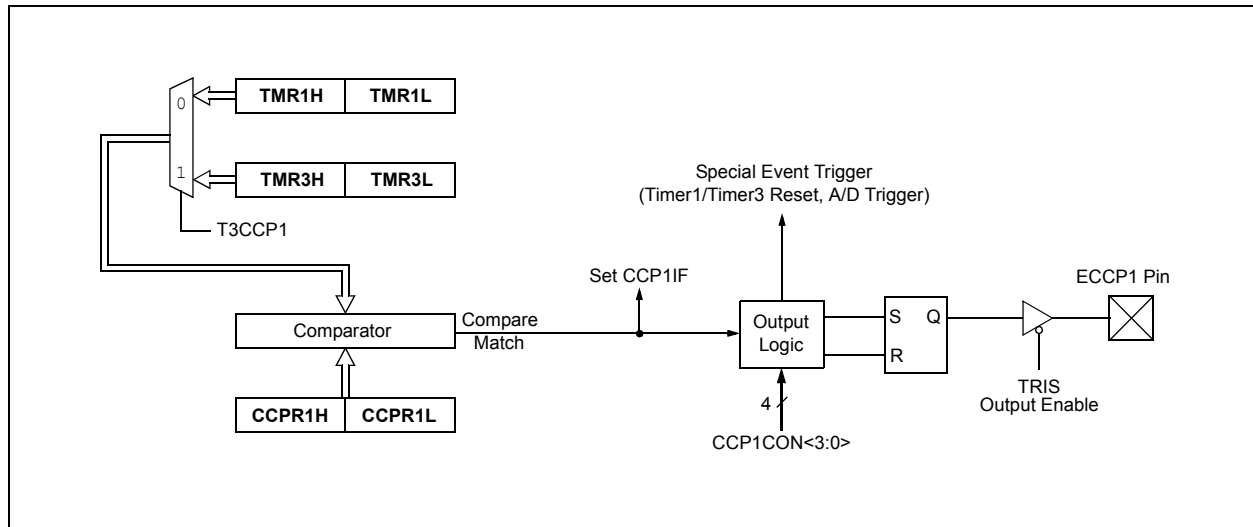 0
TMR1H TMR1L
1
TMR3H TMR3L
T3CCP1
Special Event Trigger
(Timer1/Timer3 Reset, A/D Trigger)
Set CCP1IF
ECCP1 Pin
Comparator
Compare
Match
Output
Logic
S Q
R
TRIS
Output Enable
CCPR1H CCPR1L
4
CCP1CON<3:0>